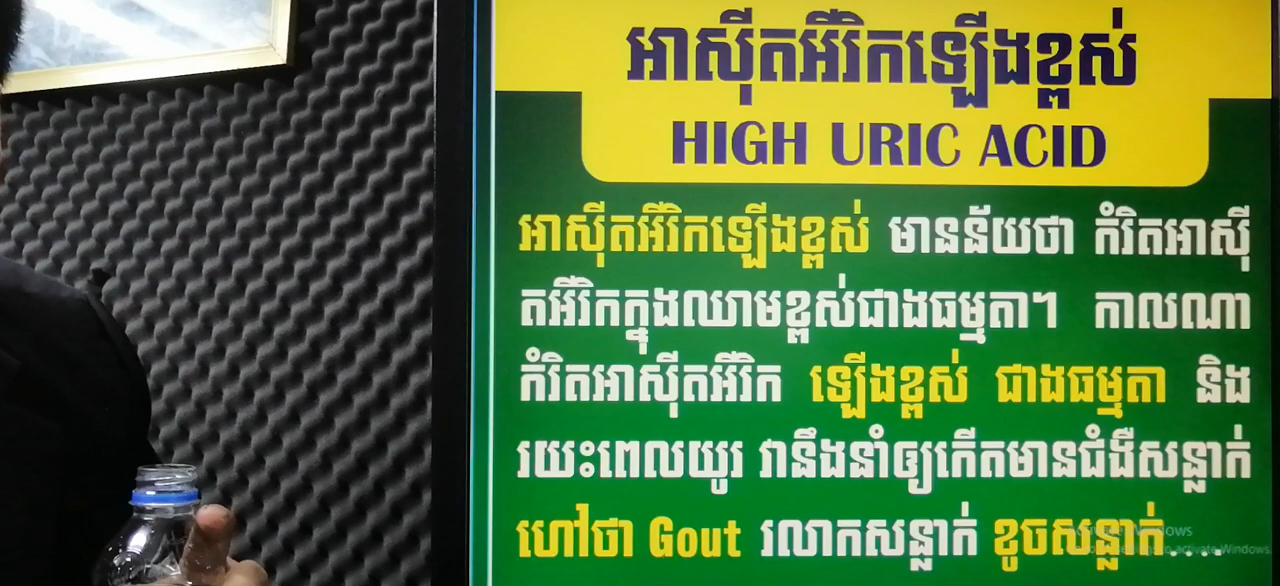 អាស៊ីតអ៊ីរិកឡើងខ្ពស់
HIGH URIC ACID
អាស៊ីតអ៊ីរិកឡើងខ្ពស់ មានន័យថា កំរិតអាស៊ី
តអ៊ីរិកក្នុងឈាមខ្ពស់ជាងធម្មតា។ កាលណា
កំរិតអាស៊ីតអ៊ីរិក ឡើងខ្ពស់ ជាងធម្មតា និង
រយះពេលយូរ វានឹងនាំឲ្យកើតមានជំងឺសន្លាក់
ហៅថា Gout រលាកសន្លាក់ ខូចសន្លាក់....